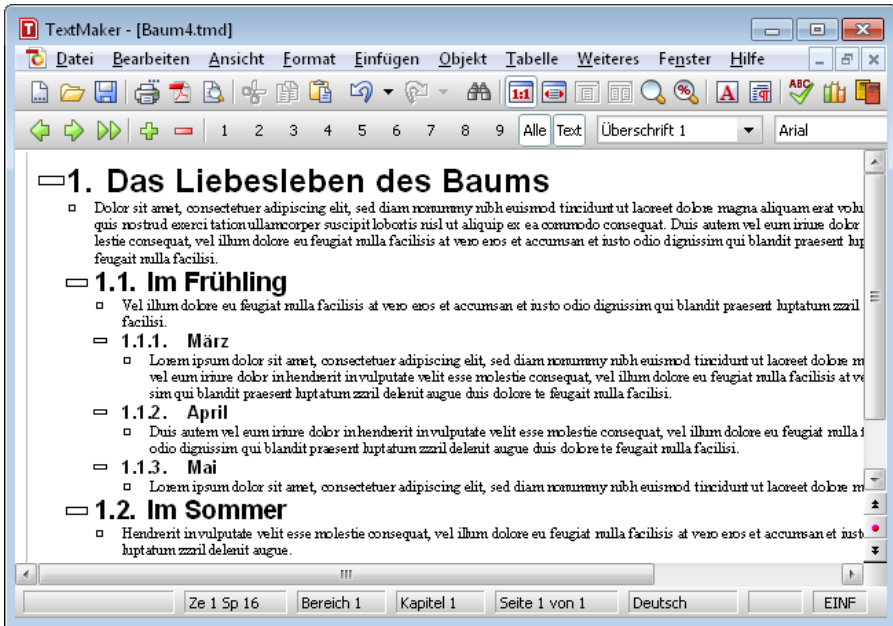 TextMaker - [Baum4.tmd]
Datei Bearbeiten Ansicht Format Einfügen Objekt Tabelle Weiteres Fenster Hilfe
1:1 % A ABC
1 2 3 4 5 6 7 8 9 Alle Text Überschrift 1 Arial
1. Das Liebesleben des Baums
Dolor sit amet, consectetuer adipiscing elit, sed diam nonummy nibh euismod tincidunt ut laoreet dolore magna aliquam erat volu
quis nostrud exerci tation ullamcorper suscipit lobortis nisl ut aliquip ex ea commodo consequat. Duis autem vel eum iriure dolor
lestie consequat, vel illum dolore eu feugiat nulla facilisis at vero eros et accumsan et iusto odio dignissim qui blandit praesent lup
feugait nulla facilisi.
1.1. Im Frühling
Vel illum dolore eu feugiat nulla facilisis at vero eros et accumsan et iusto odio dignissim qui blandit praesent luptatum zzril
facilisi.
1.1.1. März
Lorem ipsum dolor sit amet, consectetuer adipiscing elit, sed diam nonummy nibh euismod tincidunt ut laoreet dolore m
vel eum iriure dolor in hendrerit in vulputate velit esse molestie consequat, vel illum dolore eu feugiat nulla facilisis at ve
sim qui blandit praesent luptatum zzril delenit augue duis dolore te feugait nulla facilisi.
1.1.2. April
Duis autem vel eum iriure dolor in hendrerit in vulputate velit esse molestie consequat, vel illum dolore eu feugiat nulla f
odio dignissim qui blandit praesent luptatum zzril delenit augue duis dolore te feugait nulla facilisi.
1.1.3. Mai
Lorem ipsum dolor sit amet, consectetuer adipiscing elit, sed diam nonummy nibh euismod tincidunt ut laoreet dolore m
1.2. Im Sommer
Hendrerit in vulputate velit esse molestie consequat, vel illum dolore eu feugiat nulla facilisis at vero eros et accumsan et iust
luptatum zzril delenit augue.
Ze 1 Sp 16 Bereich 1 Kapitel 1 Seite 1 von 1 Deutsch EINF